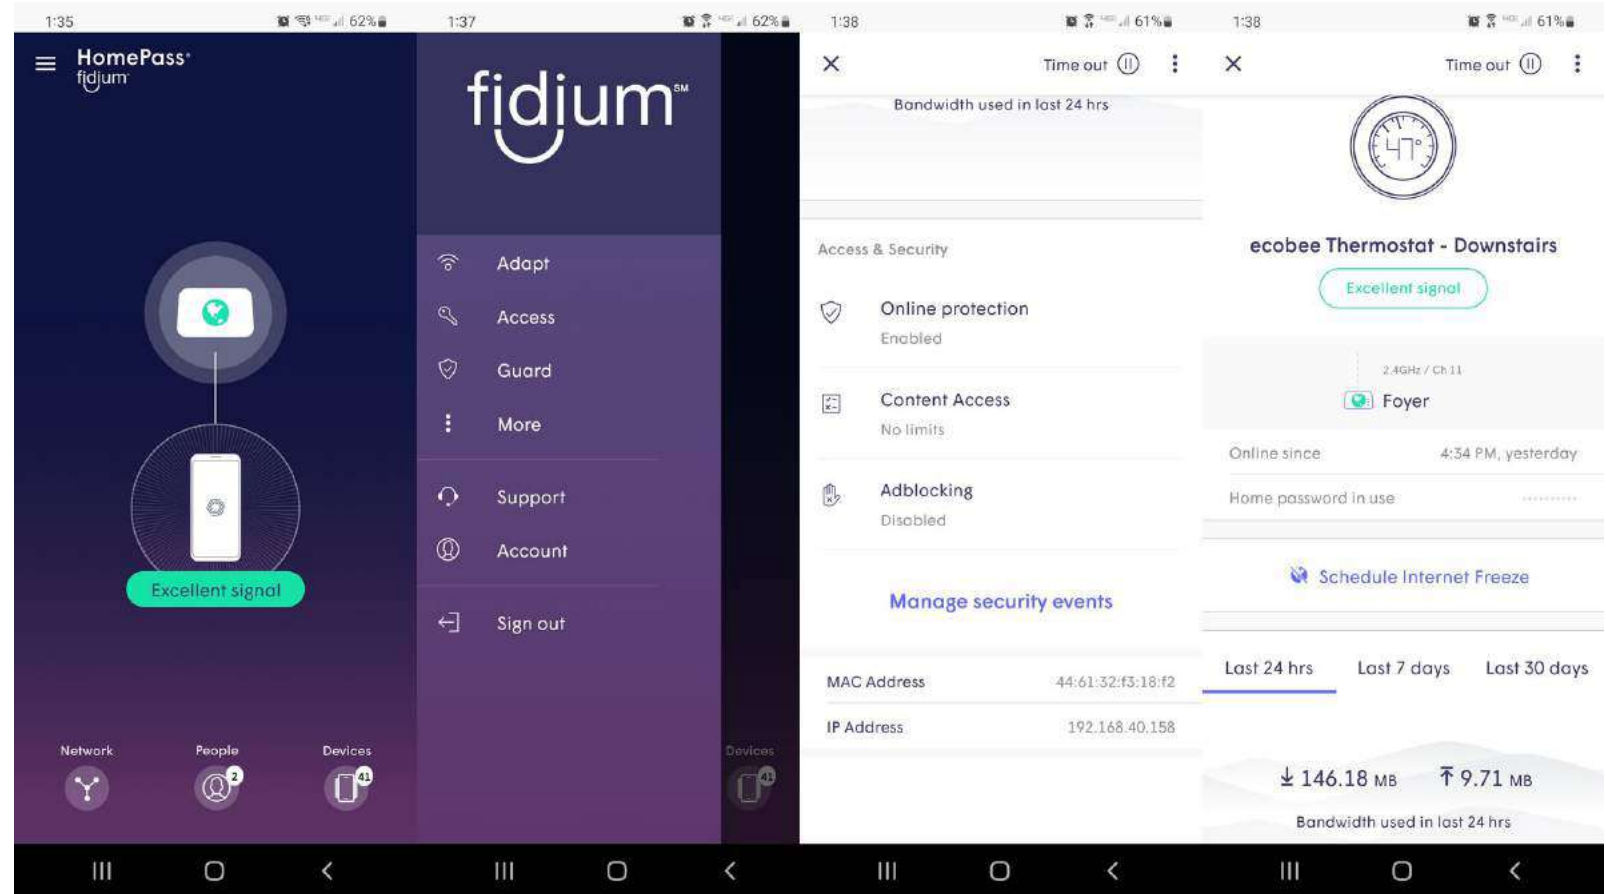 1:35
62%
HomePass
fidium
Excellent signal
Network
People
Devices
2
41
1:37
62%
fidium SM
Adapt
Access
Guard
More
Support
Account
Sign out
Devices
41
1:38
61%
Time out
Bandwidth used in last 24 hrs
Access & Security
Online protection
Enabled
Content Access
No limits
Adblocking
Disabled
Manage security events
MAC Address 44:61:32:f3:18:f2
IP Address 192.168.40.158
1:38
61%
Time out
47°
ecobee Thermostat - Downstairs
Excellent signal
2.4GHz / Ch 11
Foyer
Online since 4:34 PM, yesterday
Home password in use ··········
Schedule Internet Freeze
Last 24 hrs Last 7 days Last 30 days
146.18 MB 9.71 MB
Bandwidth used in last 24 hrs